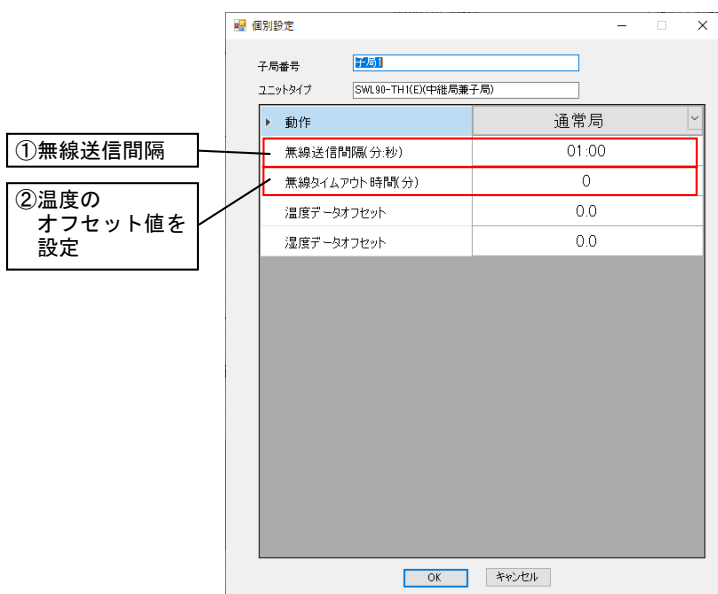 個別設定
子局番号 子局1
ユニットタイプ SWL90-TH1(E)(中継局兼子局)
動作 通常局
①無線送信間隔
無線送信間隔(分:秒) 01:00
無線タイムアウト時間(分) 0
②温度の
オフセット値を
設定
温度データオフセット 0.0
湿度データオフセット 0.0
OK キャンセル